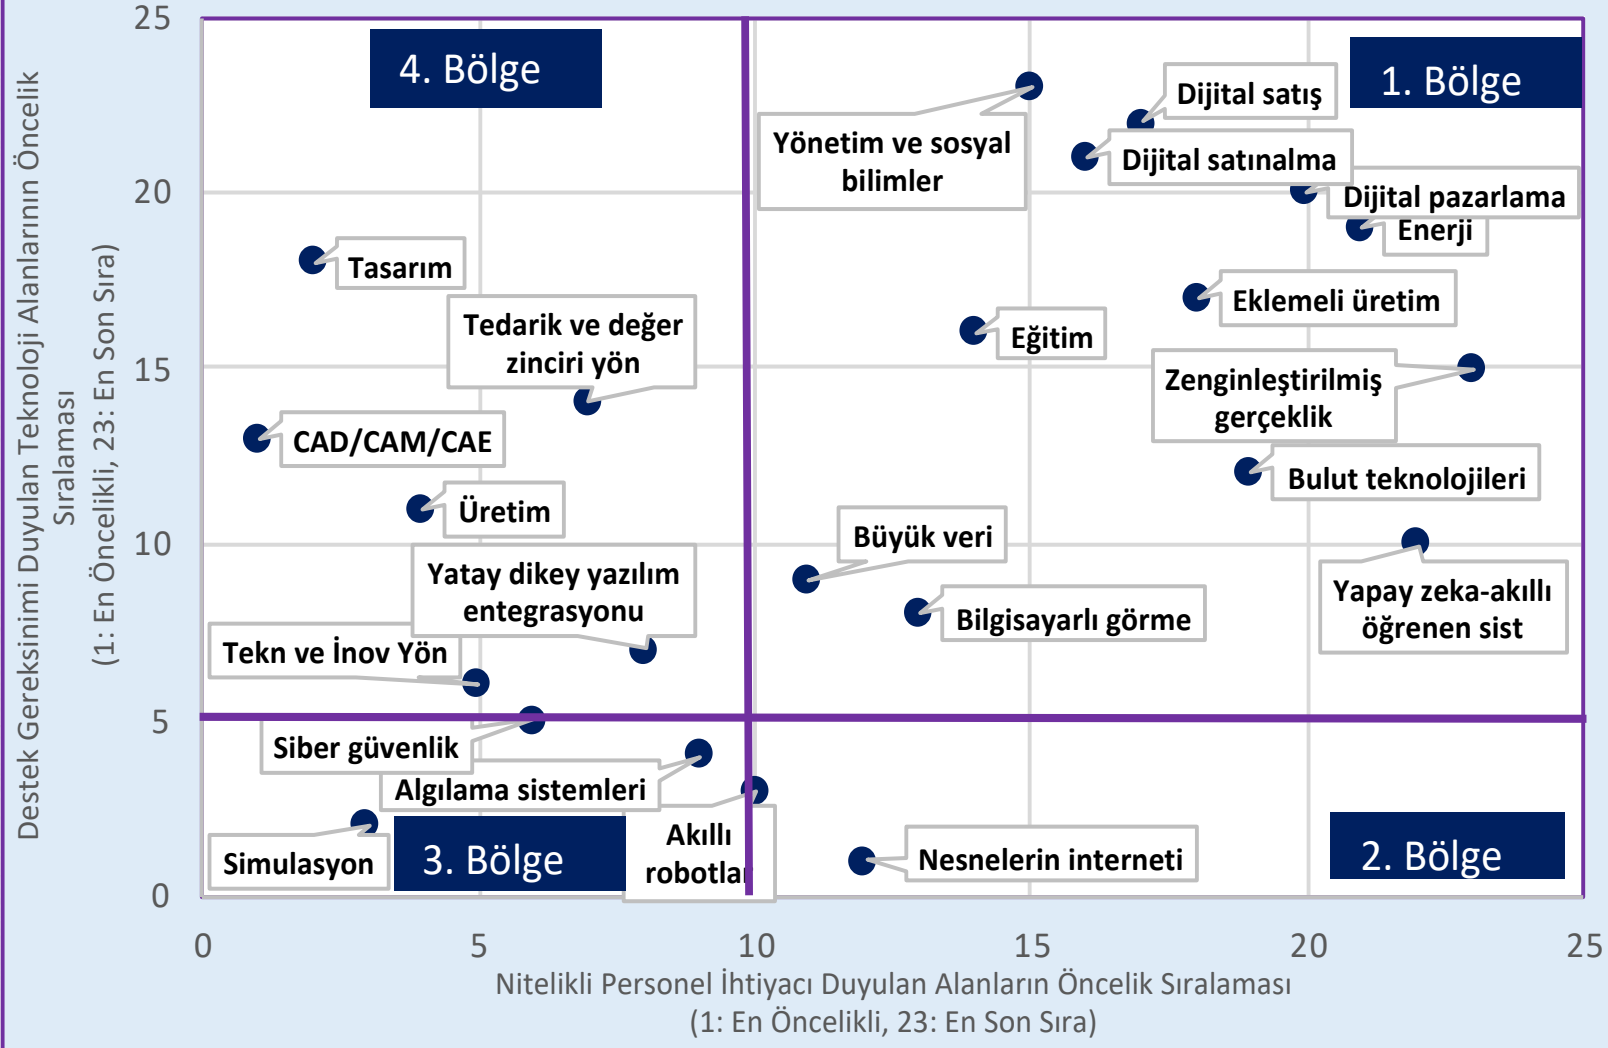 Destek Gereksinimi Duyulan Teknoloji Alanlarının Öncelik
Sıralaması
(1: En Öncelikli, 23: En Son Sıra)
25
20
15
10
5
0
4. Bölge
1. Bölge
Dijital satış
Yönetim ve sosyal
bilimler
Dijital satınalma
Dijital pazarlama
Enerji
Tasarım
Eklemeli üretim
Tedarik ve değer
zinciri yön
Eğitim
Zenginleştirilmiş
gerçeklik
CAD/CAM/CAE
Bulut teknolojileri
Üretim
Büyük veri
Yatay dikey yazılım
entegrasyonu
Yapay zeka-akıllı
öğrenen sist
Bilgisayarlı görme
Tekn ve İnov Yön
Siber güvenlik
Algılama sistemleri
Akıllı
robotlar
Simulasyon
3. Bölge
Nesnelerin interneti
2. Bölge
0
5
10
15
20
25
Nitelikli Personel İhtiyacı Duyulan Alanların Öncelik Sıralaması
(1: En Öncelikli, 23: En Son Sıra)